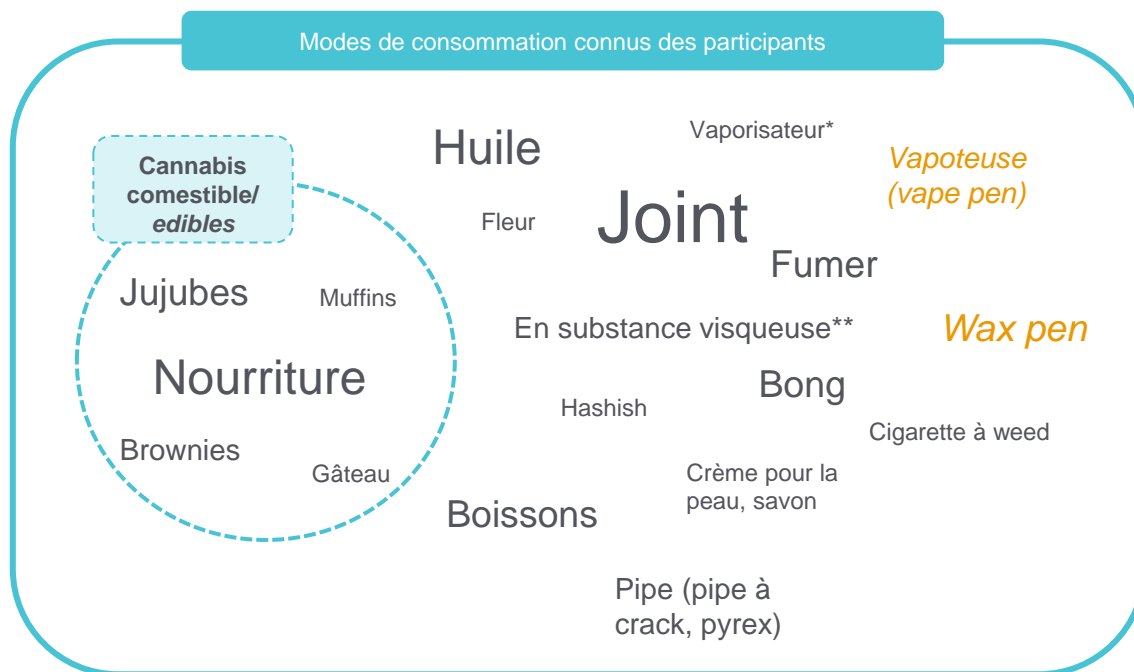 Modes de consommation connus des participants
Cannabis
comestible/
edibles
Jujubes
Muffins
Nourriture
Brownies
Gâteau
Huile
Vaporisateur*
Vapoteuse
(vape pen)
Fleur
Joint
Fumer
En substance visqueuse**
Wax pen
Bong
Hashish
Cigarette à weed
Crème pour la
peau, savon
Boissons
Pipe (pipe à
crack, pyrex)